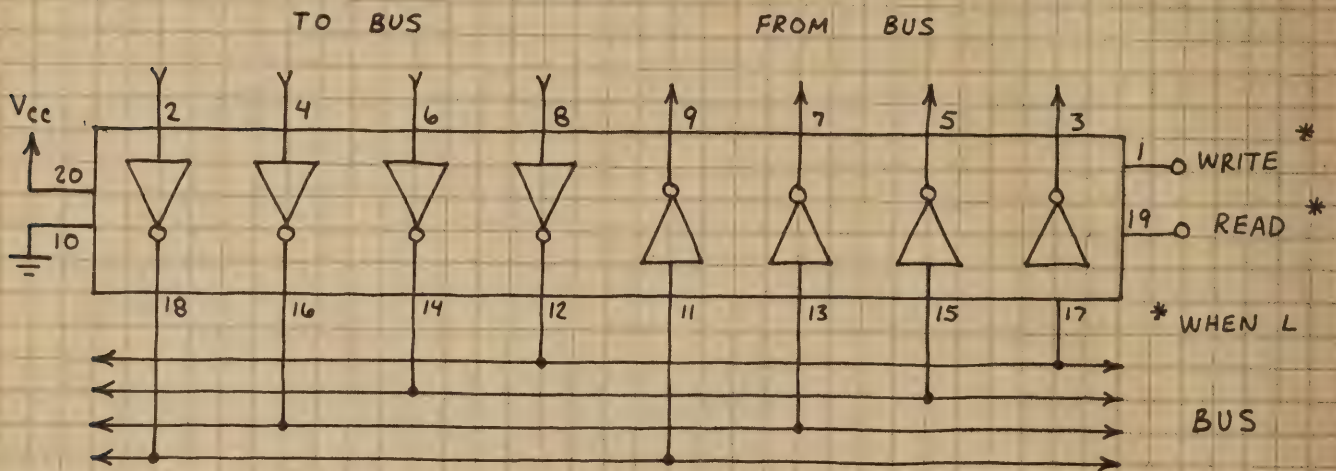 TO BUS FROM BUS
Vcc 2 4 6 8 9 7 5 3
20 1 WRITE *
10 19 READ *
18 16 14 12 11 13 15 17 * WHEN L
BUS